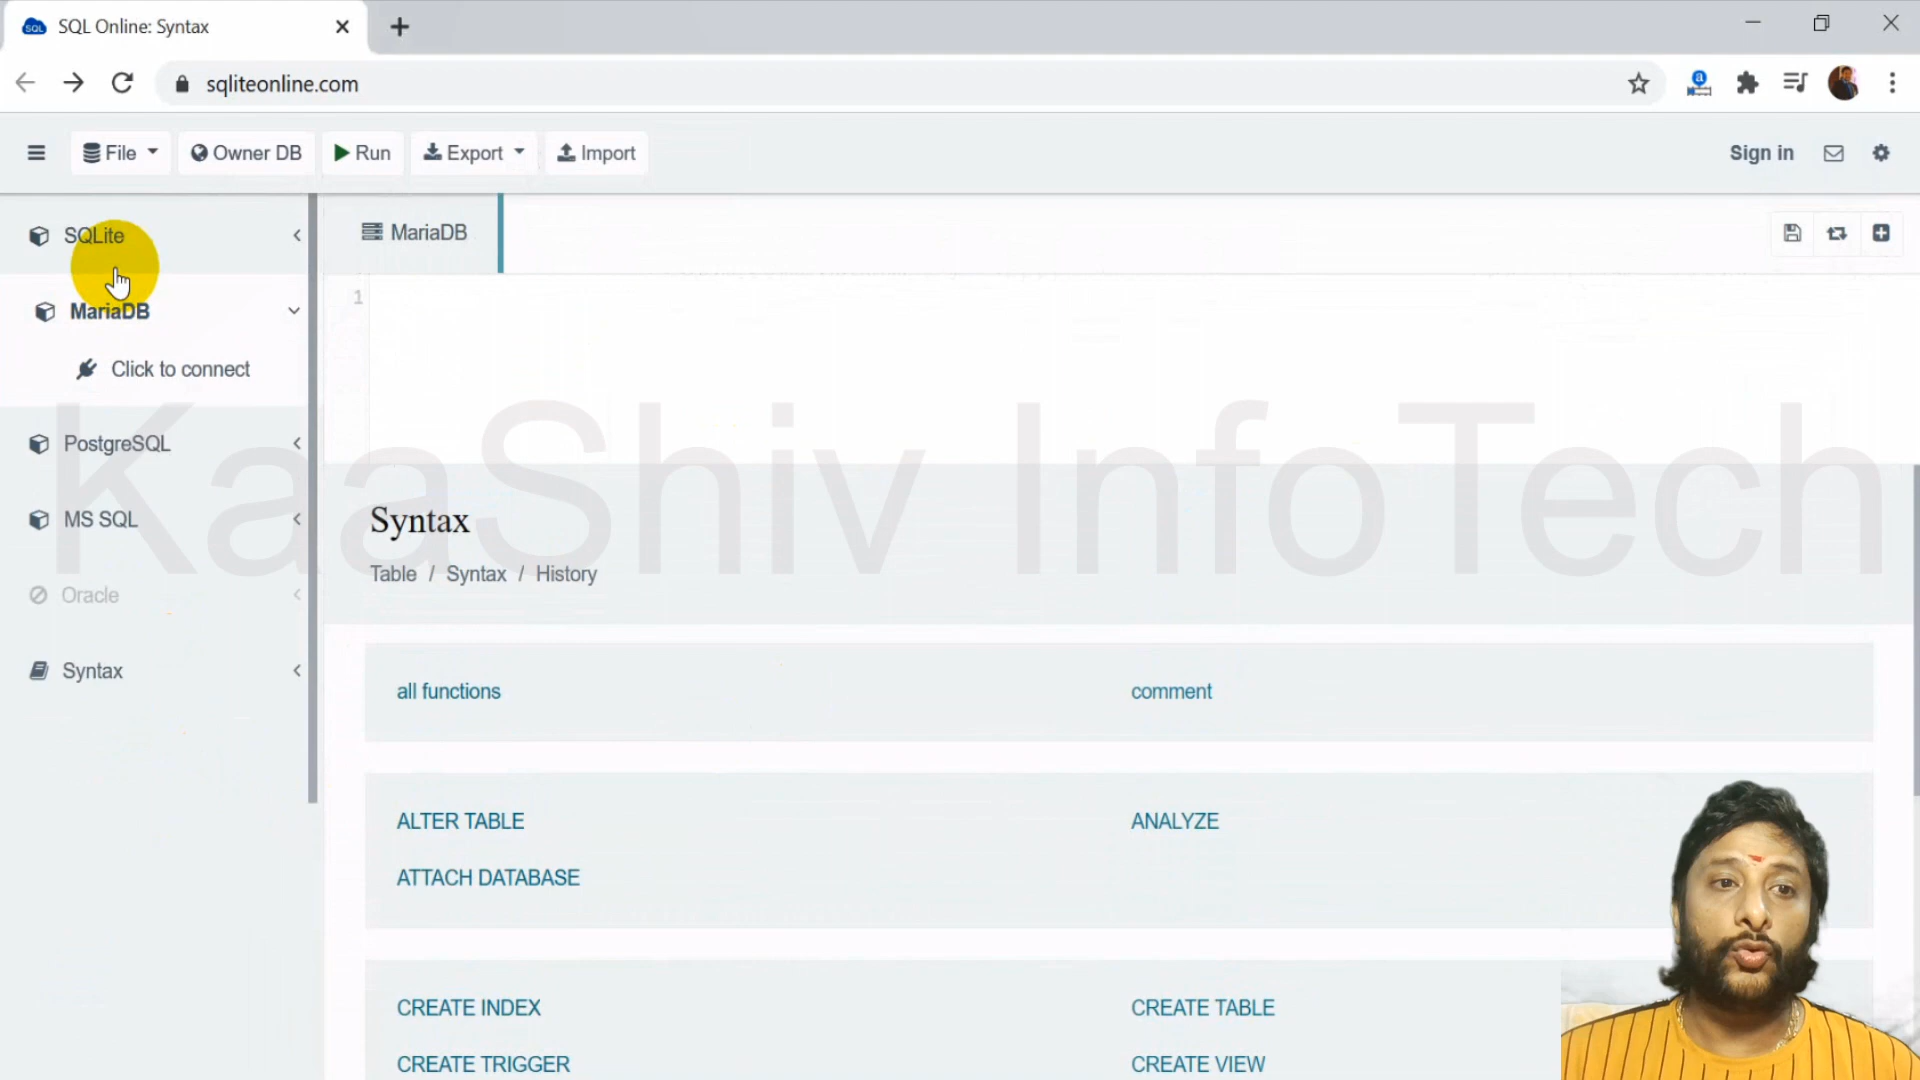 SQL Online: Syntax
sqliteonline.com
File
Owner DB
Run
Export
Import
Sign in
SQLite
MariaDB
Click to connect
PostgreSQL
MS SQL
Oracle
Syntax
MariaDB
1
KaaShiv InfoTech
Syntax
Table / Syntax / History
all functions
comment
ALTER TABLE
ANALYZE
ATTACH DATABASE
CREATE INDEX
CREATE TABLE
CREATE TRIGGER
CREATE VIEW